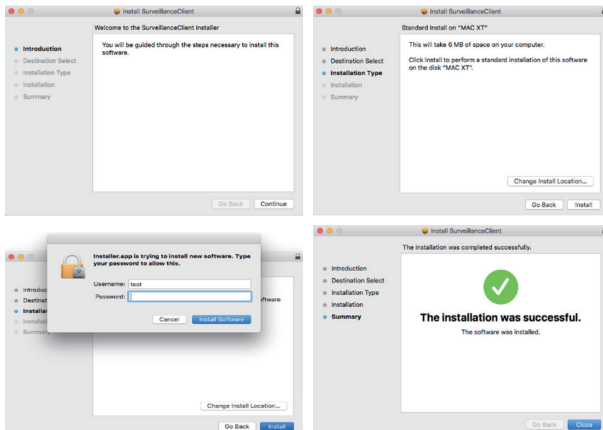 Install SurveillanceClient
Welcome to the SurveillanceClient Installer
Introduction
Destination Select
Installation Type
Installation
Summary
You will be guided through the steps necessary to install this
software.
Go Back
Continue
Install SurveillanceClient
Standard Install on "MAC XT"
Introduction
Destination Select
Installation Type
Installation
Summary
This will take 6 MB of space on your computer.
Click Install to perform a standard installation of this software
on the disk "MAC XT".
Change Install Location...
Go Back
Install
Installer.app is trying to install new software. Type
your password to allow this.
Username: test
Password:
Cancel
Install Software
Introduc
Destinat
Installat
Installati
Summary
ftware
Change Install Location...
Go Back
Install
Install SurveillanceClient
The installation was completed successfully.
Introduction
Destination Select
Installation Type
Installation
Summary
The installation was successful.
The software was installed.
Go Back
Close